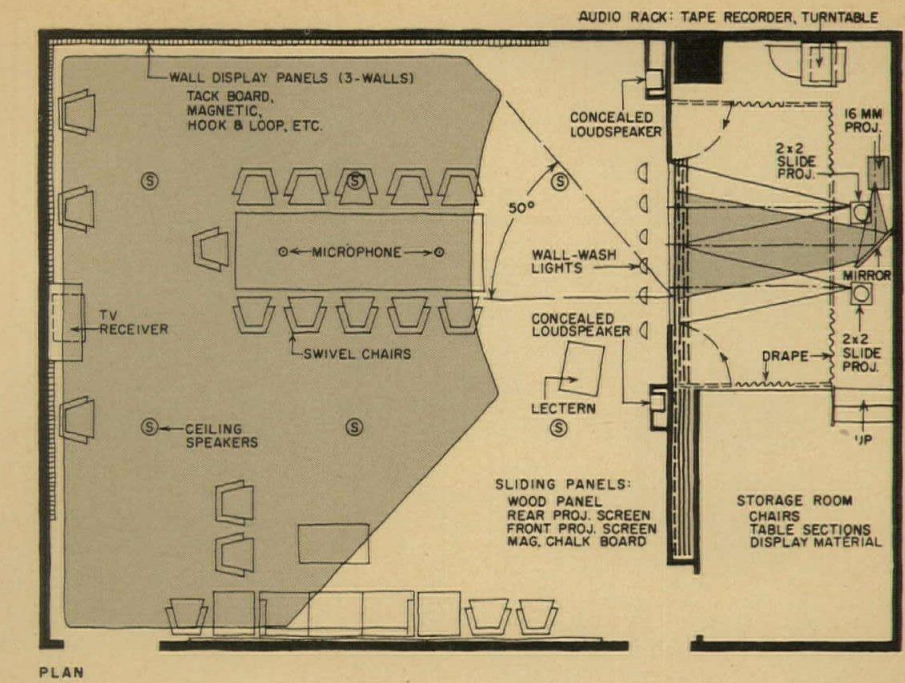 AUDIO RACK: TAPE RECORDER, TURNTABLE
WALL DISPLAY PANELS (3-WALLS)
TACK BOARD,
MAGNETIC,
HOOK & LOOP, ETC.
CONCEALED
LOUDSPEAKER
16 MM
PROJ.
2x2
SLIDE
PROJ.
S
S
S
50°
MICROPHONE
WALL-WASH
LIGHTS
MIRROR
TV
RECEIVER
SWIVEL CHAIRS
CONCEALED
LOUDSPEAKER
DRAPE
2x2
SLIDE
PROJ.
LECTERN
S
CEILING
SPEAKERS
S
S
UP
SLIDING PANELS:
WOOD PANEL
REAR PROJ. SCREEN
FRONT PROJ. SCREEN
MAG. CHALK BOARD
STORAGE ROOM
CHAIRS
TABLE SECTIONS
DISPLAY MATERIAL
PLAN